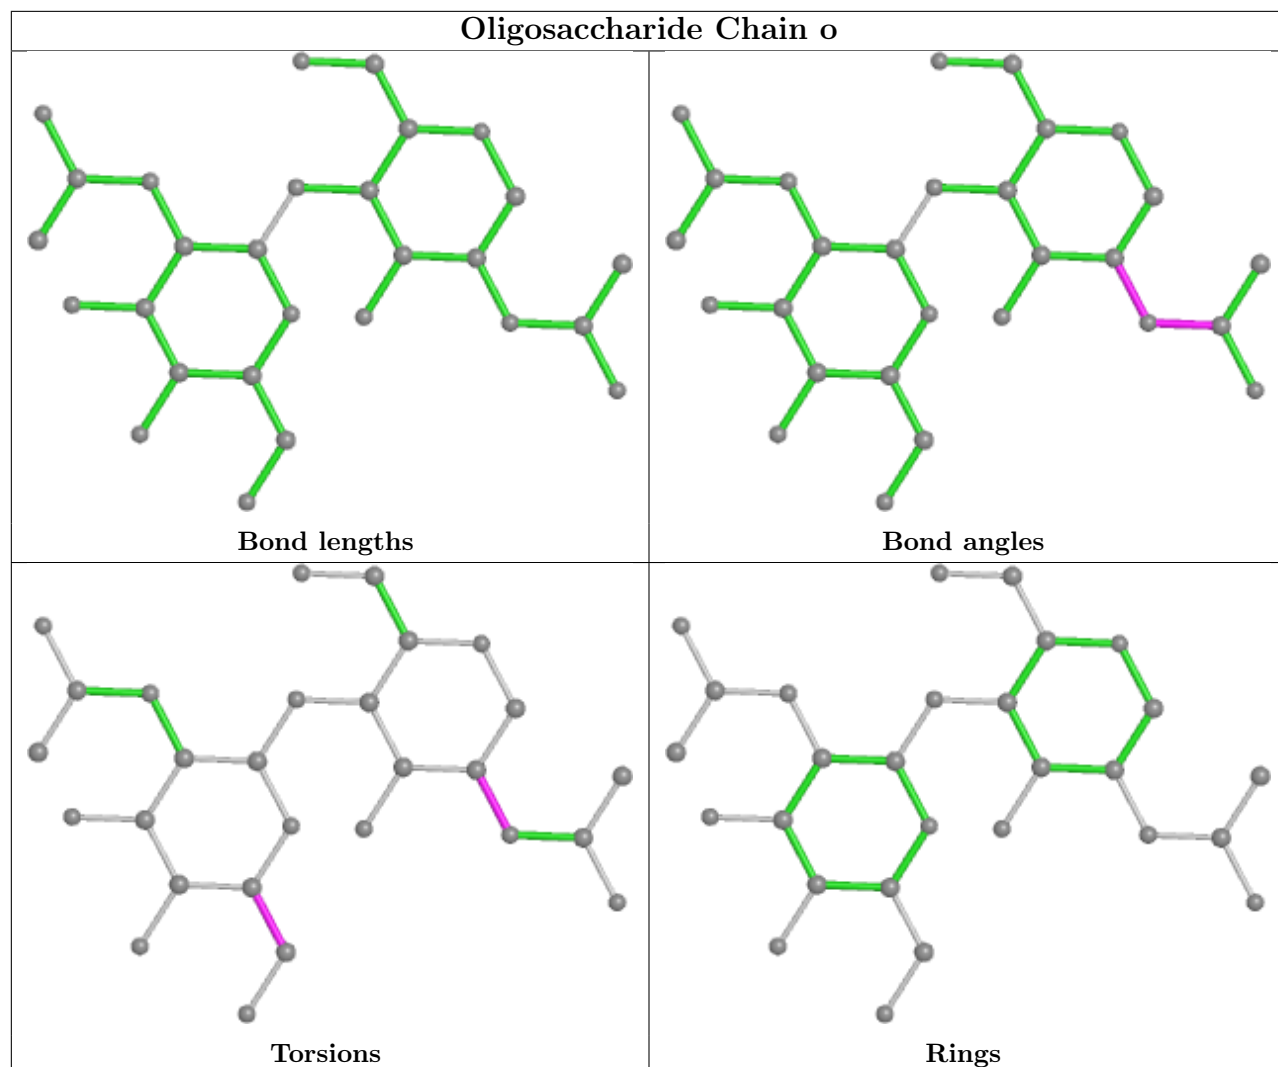 Oligosaccharide Chain o
Bond lengths
Bond angles
Torsions
Rings